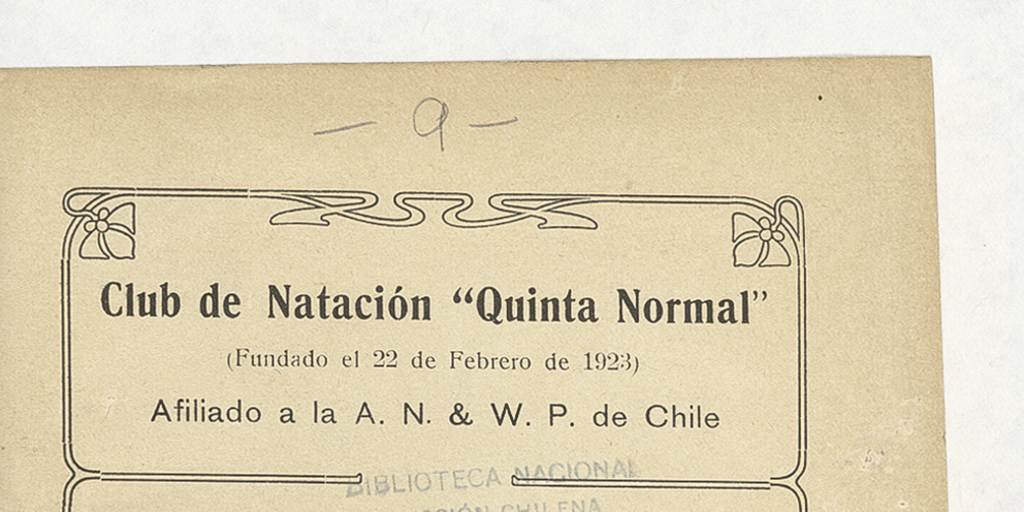 — 9 —
Club de Natación “Quinta Normal”
(Fundado el 22 de Febrero de 1923)
Afiliado a la A. N. & W. P. de Chile
BIBLIOTECA NACIONAL
CHILENA